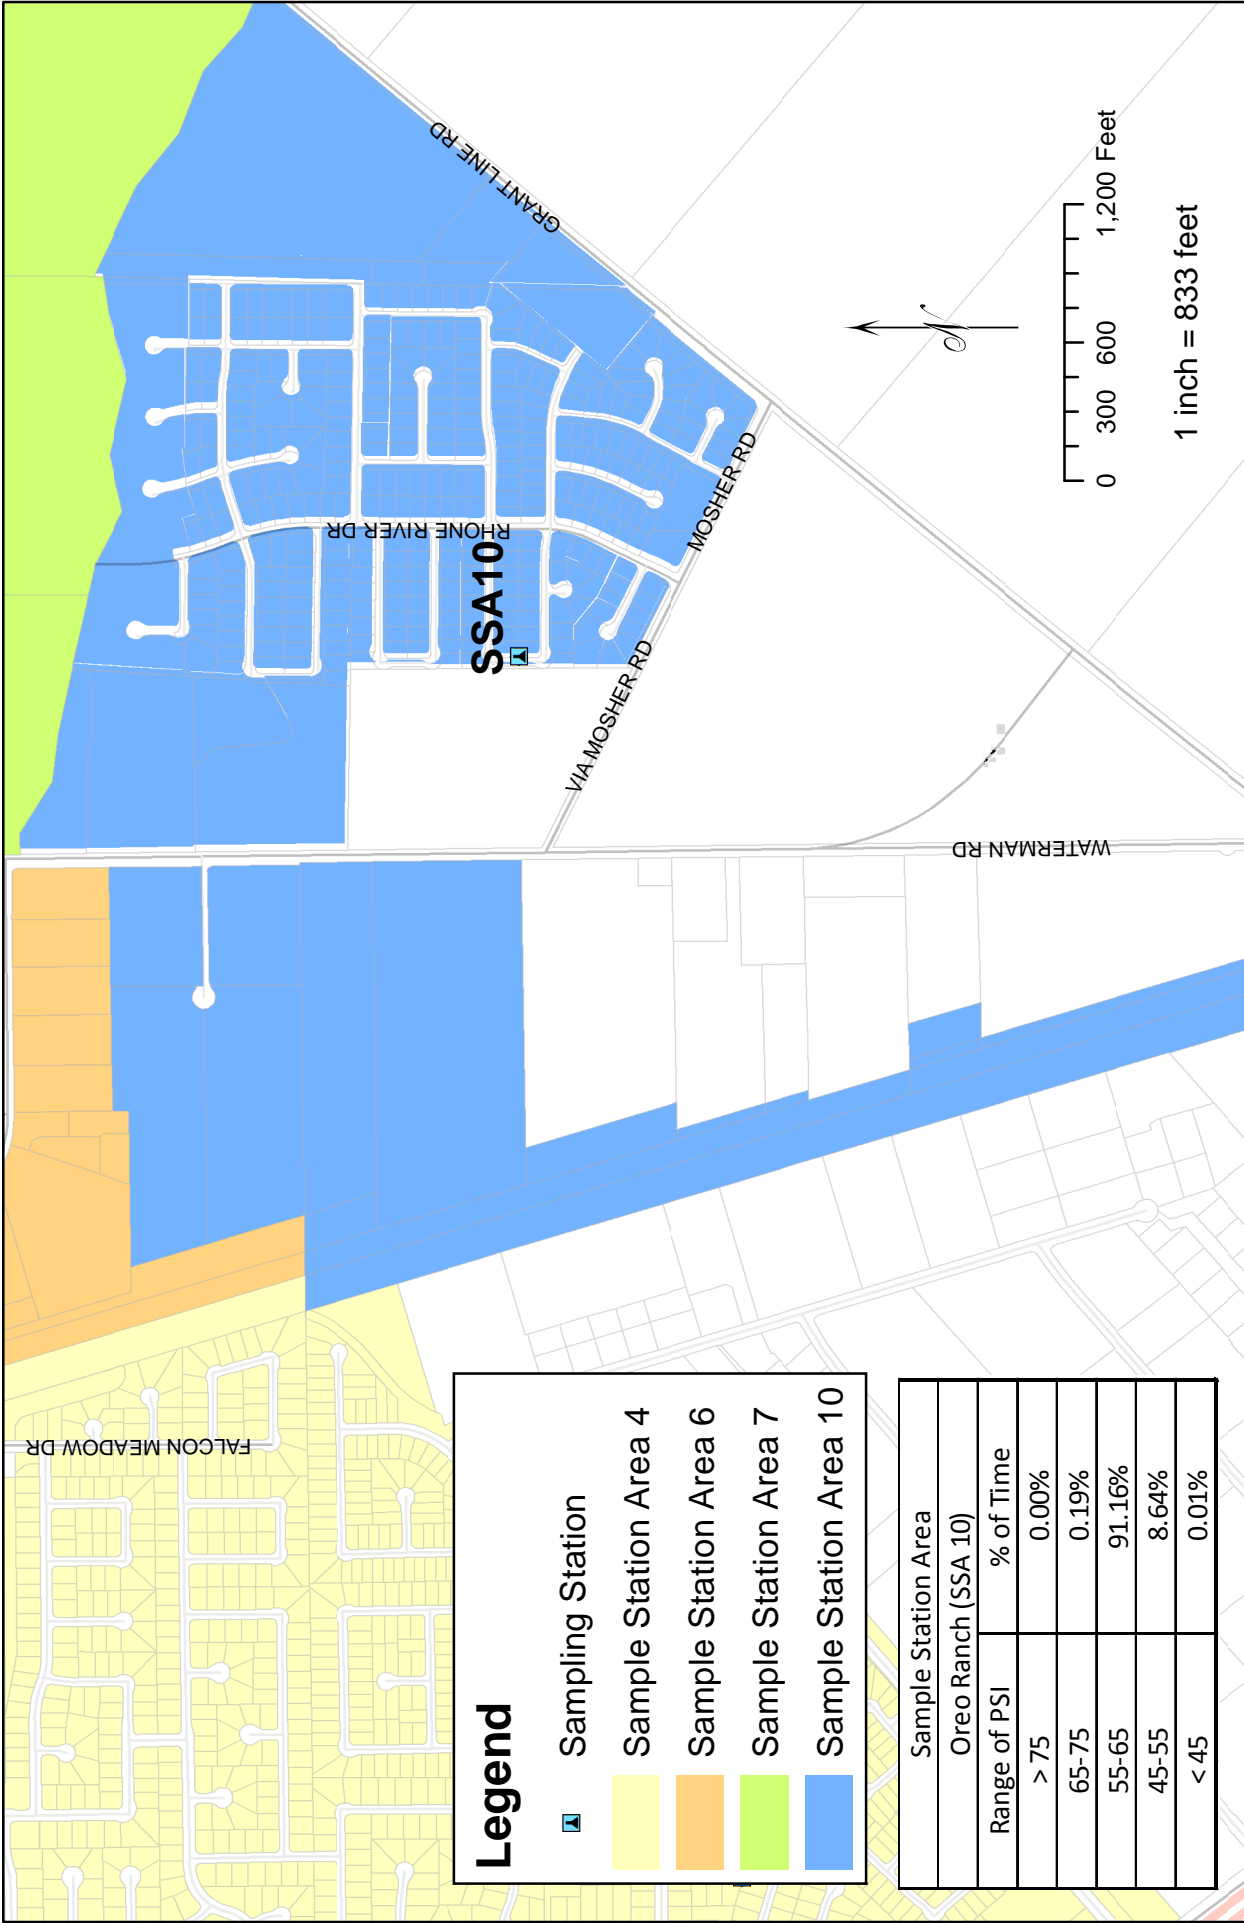 GRANT LINE RD
RHONE RIVER DR
SSA10
MOSHER RD
VIA MOSHER RD
WATERMAN RD
FALCON MEADOW DR
N
0 300 600 1,200 Feet
1 inch = 833 feet
Legend
Sampling Station
Sample Station Area 4
Sample Station Area 6
Sample Station Area 7
Sample Station Area 10
Sample Station Area
Oreo Ranch (SSA 10)
Range of PSI % of Time
> 75 0.00%
65-75 0.19%
55-65 91.16%
45-55 8.64%
< 45 0.01%